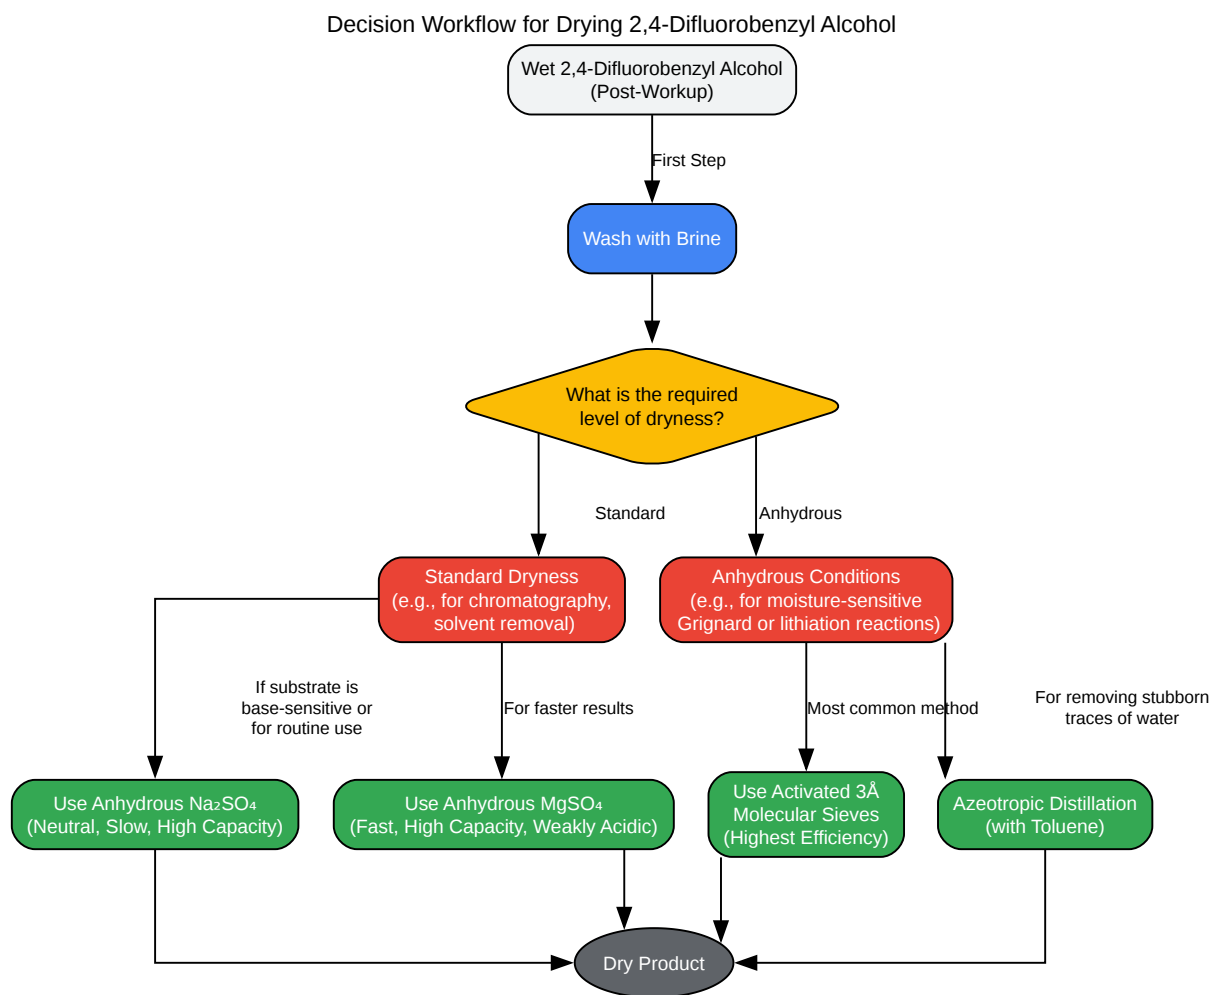 Decision Workflow for Drying 2,4-Difluorobenzyl Alcohol
Wet 2,4-Difluorobenzyl Alcohol
(Post-Workup)
First Step
Wash with Brine
What is the required
level of dryness?
Standard
Anhydrous
Standard Dryness
(e.g., for chromatography,
solvent removal)
Anhydrous Conditions
(e.g., for moisture-sensitive
Grignard or lithiation reactions)
If substrate is
base-sensitive or
for routine use
For faster results
Most common method
For removing stubborn
traces of water
Use Anhydrous Na₂SO₄
(Neutral, Slow, High Capacity)
Use Anhydrous MgSO₄
(Fast, High Capacity, Weakly Acidic)
Use Activated 3Å
Molecular Sieves
(Highest Efficiency)
Azeotropic Distillation
(with Toluene)
Dry Product